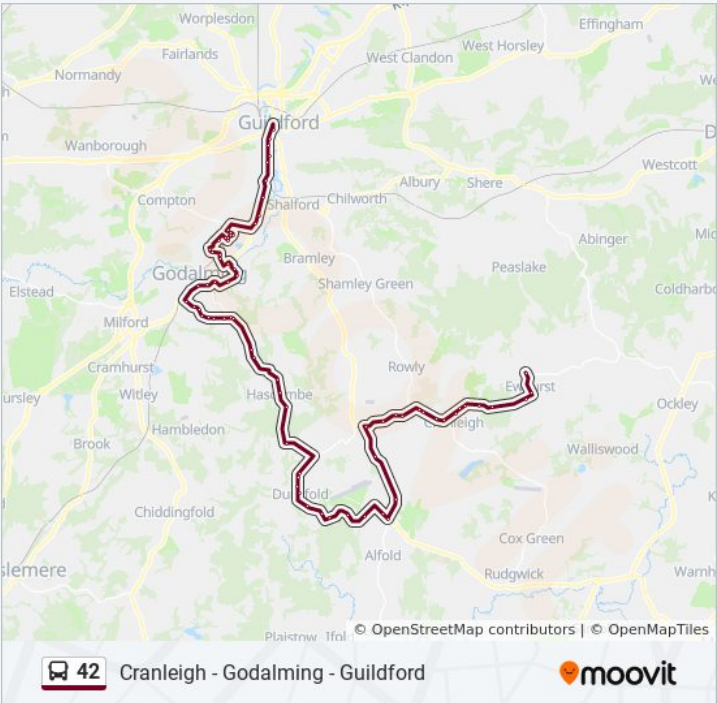 Worplesdon
Effingham
Fairlands
West Clandon
West Horsley
Normandy
Guildford
Wanborough
Westcott
Albury
Shere
Compton
Shalford
Chilworth
Abinger
Bramley
Peaslake
Godalming
Elstead
Shamley Green
Milford
Cramhurst
Rowly
Witley
Hascombe
Ewhurst
Ockley
Hambledon
Cranleigh
Brook
Walliswood
Dunsfold
Chiddingfold
Cox Green
Alfold
slemere
Rudgwick
Warnh
Plaistow
Ifol
© OpenStreetMap contributors | © OpenMapTiles
42 Cranleigh - Godalming - Guildford
moovit